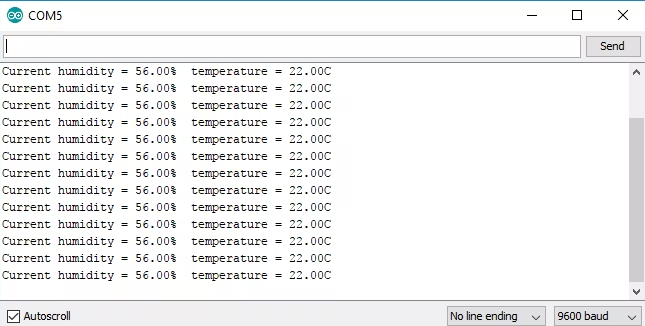 COM5
Send
Current humidity = 56.00%  temperature = 22.00C
Current humidity = 56.00%  temperature = 22.00C
Current humidity = 56.00%  temperature = 22.00C
Current humidity = 56.00%  temperature = 22.00C
Current humidity = 56.00%  temperature = 22.00C
Current humidity = 56.00%  temperature = 22.00C
Current humidity = 56.00%  temperature = 22.00C
Current humidity = 56.00%  temperature = 22.00C
Current humidity = 56.00%  temperature = 22.00C
Current humidity = 56.00%  temperature = 22.00C
Current humidity = 56.00%  temperature = 22.00C
Current humidity = 56.00%  temperature = 22.00C
Current humidity = 56.00%  temperature = 22.00C
Autoscroll No line ending 9600 baud